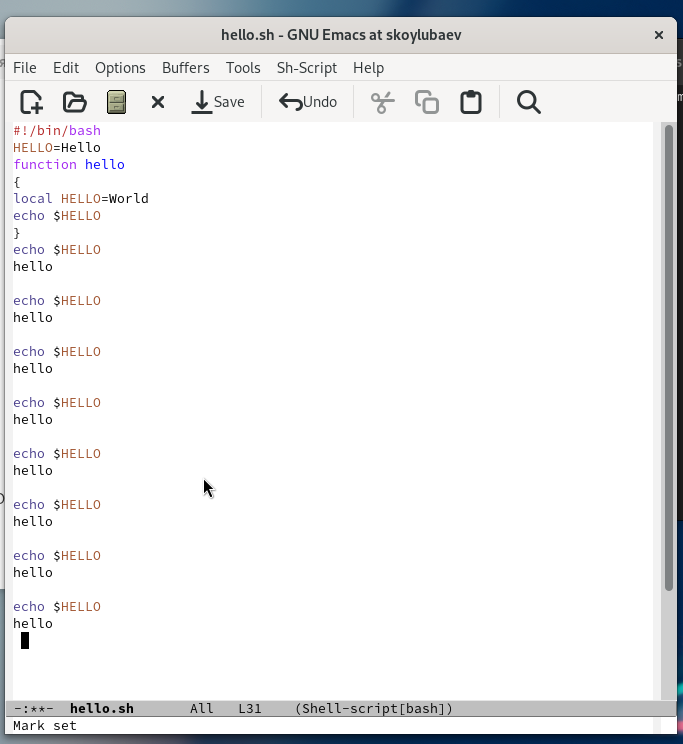 hello.sh - GNU Emacs at skoylubaev
File Edit Options Buffers Tools Sh-Script Help
Save Undo
#!/bin/bash
HELLO=Hello
function hello
{
local HELLO=World
echo $HELLO
}
echo $HELLO
hello
echo $HELLO
hello
echo $HELLO
hello
echo $HELLO
hello
echo $HELLO
hello
echo $HELLO
hello
echo $HELLO
hello
echo $HELLO
hello
-:**- hello.sh All L31 (Shell-script[bash])
Mark set